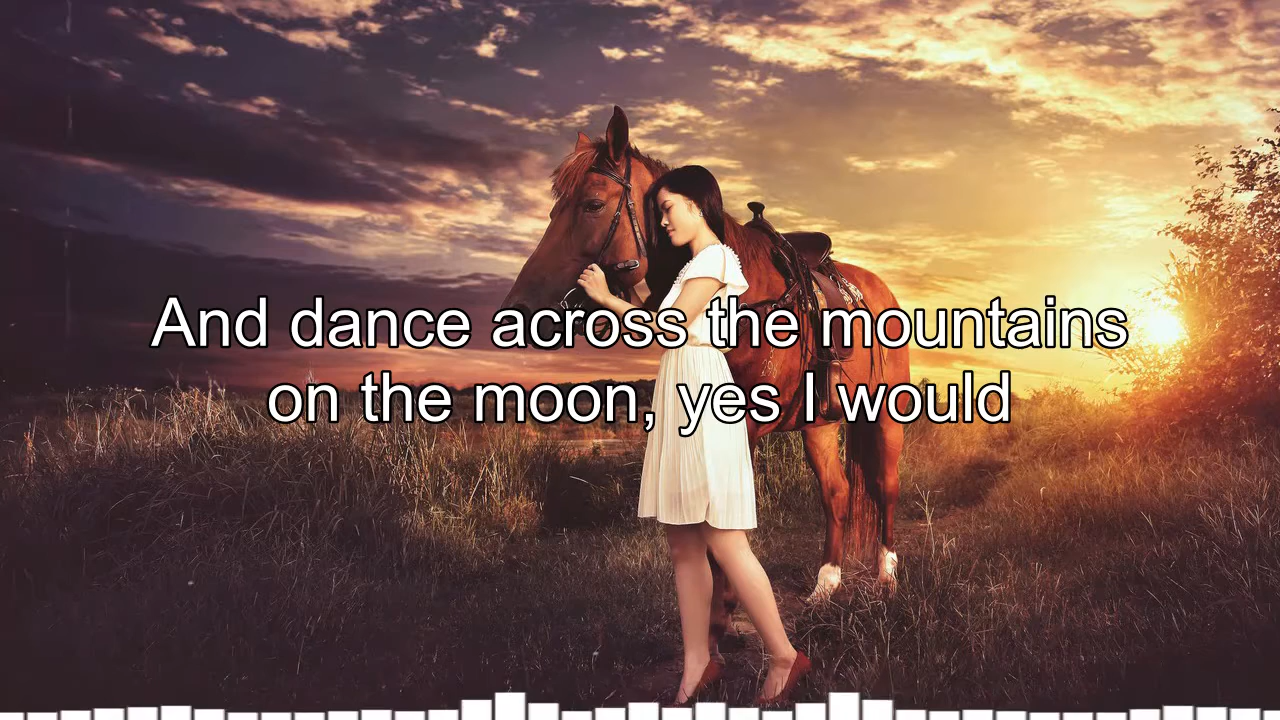 And dance across the mountains
on the moon, yes I would